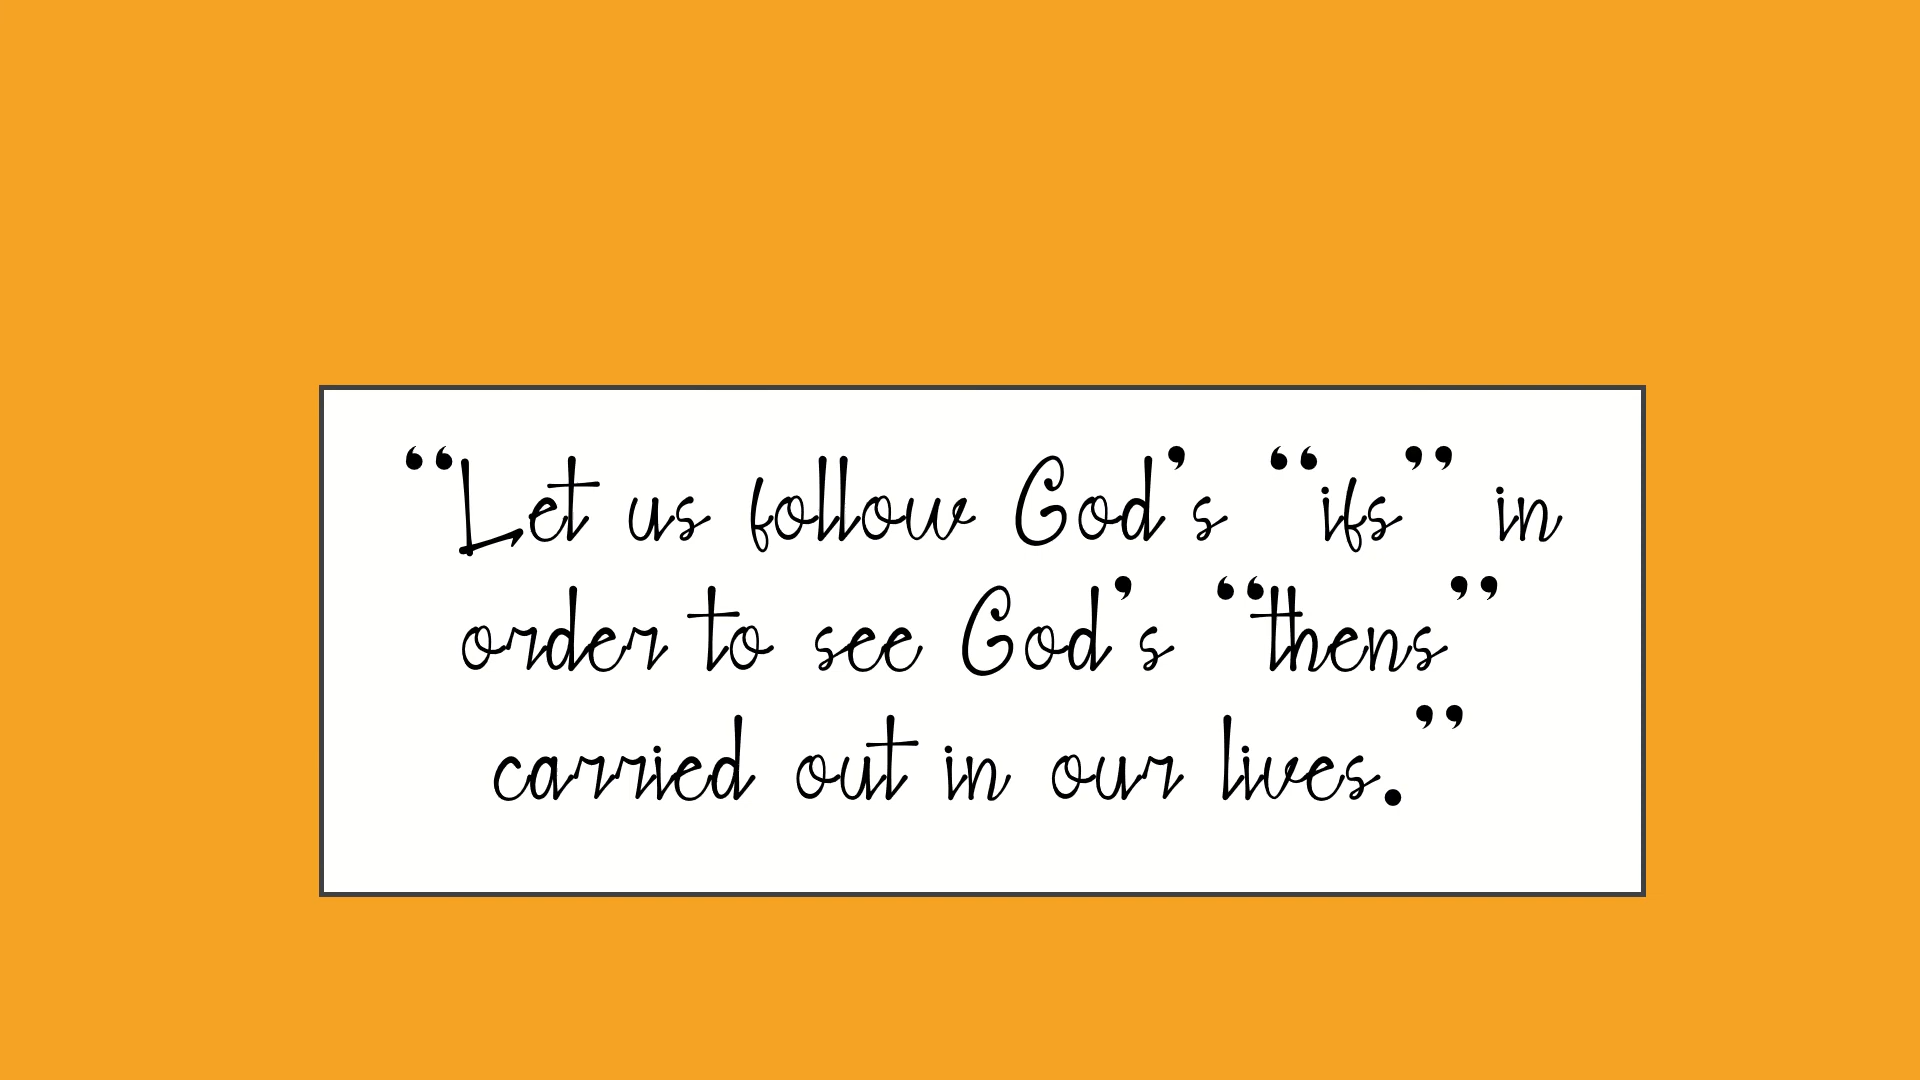 “Let us follow God’s “ifs” in
order to see God’s “thens”
carried out in our lives.”